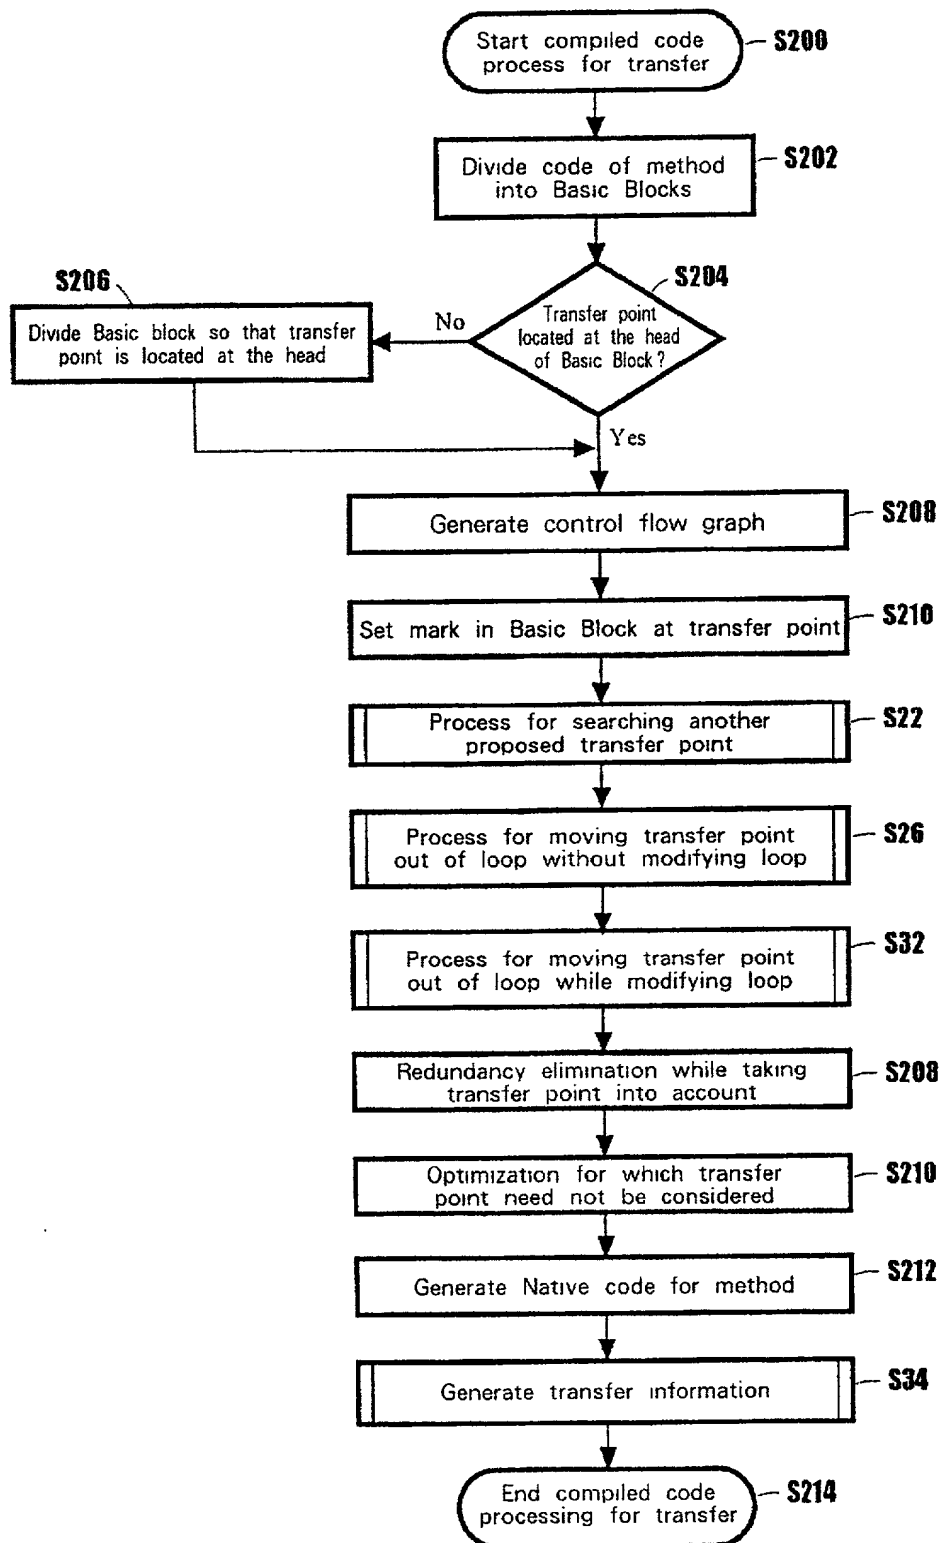 Start compiled code
process for transfer
S200
Divide code of method
into Basic Blocks
S202
S204
Transfer point
located at the head
of Basic Block?
No
S206
Divide Basic block so that transfer
point is located at the head
Yes
Generate control flow graph
S208
Set mark in Basic Block at transfer point
S210
Process for searching another
proposed transfer point
S22
Process for moving transfer point
out of loop without modifying loop
S26
Process for moving transfer point
out of loop while modifying loop
S32
Redundancy elimination while taking
transfer point into account
S208
Optimization for which transfer
point need not be considered
S210
Generate Native code for method
S212
Generate transfer information
S34
End compiled code
processing for transfer
S214